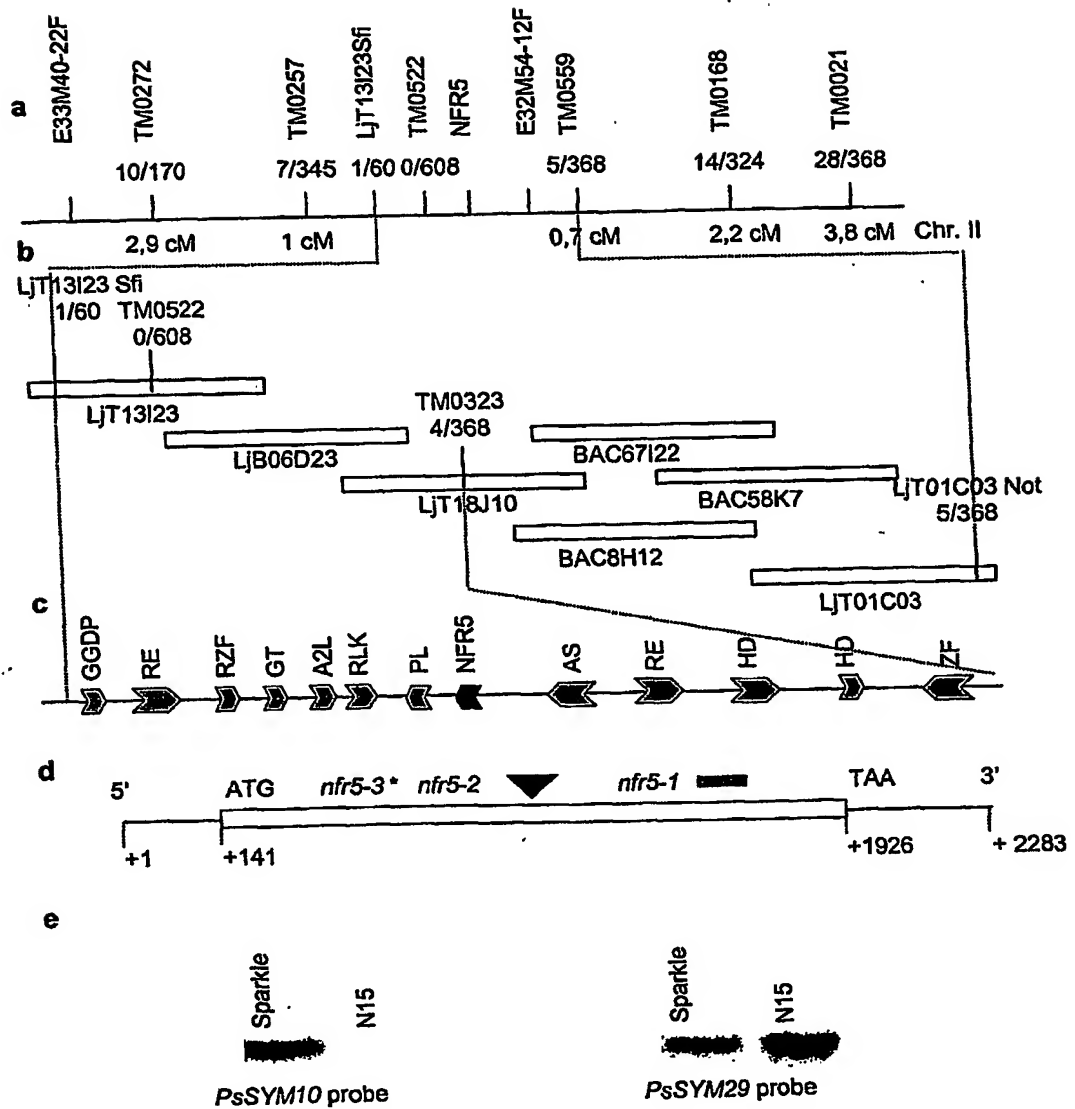 a
E33M40-22F
TM0272
TM0257
LjT13I23Sfi
TM0522
NFR5
E32M54-12F
TM0559
TM0168
TM0021
10/170
7/345
1/60
0/608
5/368
14/324
28/368
2,9 cM
1 cM
0,7 cM
2,2 cM
3,8 cM
Chr. II
b
LjT13I23 Sfi
1/60
TM0522
0/608
LjT13I23
LjB06D23
TM0323
4/368
LjT18J10
BAC67I22
BAC58K7
BAC8H12
LjT01C03 Not
5/368
LjT01C03
c
GGDP
RE
RZF
GT
A2L
RLK
PL
NFR5
AS
RE
HD
HD
ZF
d
5'
ATG
nfr5-3 *
nfr5-2
nfr5-1
TAA
3'
+1
+141
+1926
+ 2283
e
Sparkle
N15
PsSYM10 probe
Sparkle
N15
PsSYM29 probe